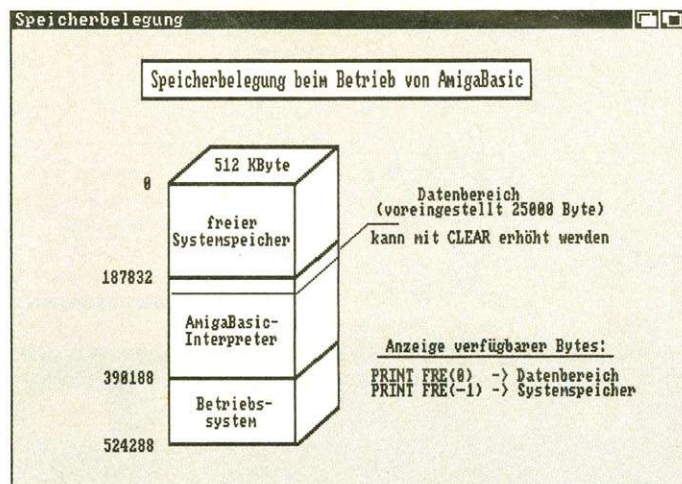 Speicherbelegung
Speicherbelegung beim Betrieb von AmigaBasic
512 KByte
0
freier
Systemspeicher
Datenbereich
(voreingestellt 25000 Byte)
kann mit CLEAR erhöht werden
187832
AmigaBasic-
Interpreter
Anzeige verfügbarer Bytes:
PRINT FRE(0) -> Datenbereich
PRINT FRE(-1) -> Systemspeicher
390188
Betriebs-
system
524288